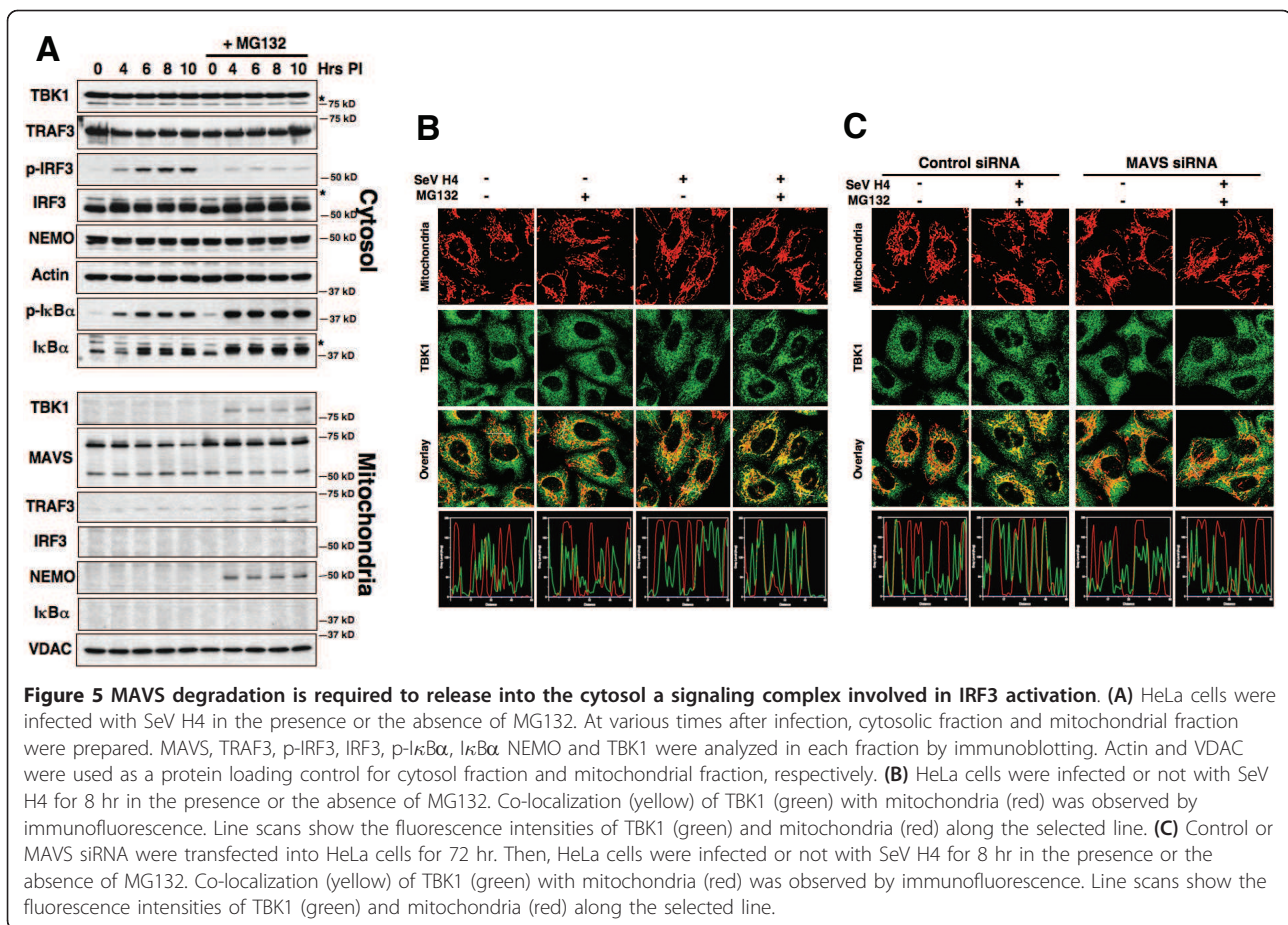 A
+ MG132
0 4 6 8 10 0 4 6 8 10 Hrs PI
TBK1
*
75 kD
75 kD
TRAF3
p-IRF3
50 kD
IRF3
*
50 kD
NEMO
50 kD
Actin
37 kD
p-IκBα
37 kD
IκBα
*
37 kD
Cytosol
TBK1
75 kD
MAVS
75 kD
50 kD
TRAF3
75 kD
IRF3
50 kD
NEMO
50 kD
IκBα
37 kD
37 kD
VDAC
Mitochondria
B
SeV H4 - - + +
MG132 - + - +
Mitochondria
TBK1
Overlay
C
Control siRNA MAVS siRNA
SeV H4 - + - +
MG132 - + - +
Mitochondria
TBK1
Overlay
Figure 5 MAVS degradation is required to release into the cytosol a signaling complex involved in IRF3 activation. (A) HeLa cells were
infected with SeV H4 in the presence or the absence of MG132. At various times after infection, cytosolic fraction and mitochondrial fraction
were prepared. MAVS, TRAF3, p-IRF3, IRF3, p-IκBα, IκBα NEMO and TBK1 were analyzed in each fraction by immunoblotting. Actin and VDAC
were used as a protein loading control for cytosol fraction and mitochondrial fraction, respectively. (B) HeLa cells were infected or not with SeV
H4 for 8 hr in the presence or the absence of MG132. Co-localization (yellow) of TBK1 (green) with mitochondria (red) was observed by
immunofluorescence. Line scans show the fluorescence intensities of TBK1 (green) and mitochondria (red) along the selected line. (C) Control or
MAVS siRNA were transfected into HeLa cells for 72 hr. Then, HeLa cells were infected or not with SeV H4 for 8 hr in the presence or the
absence of MG132. Co-localization (yellow) of TBK1 (green) with mitochondria (red) was observed by immunofluorescence. Line scans show the
fluorescence intensities of TBK1 (green) and mitochondria (red) along the selected line.